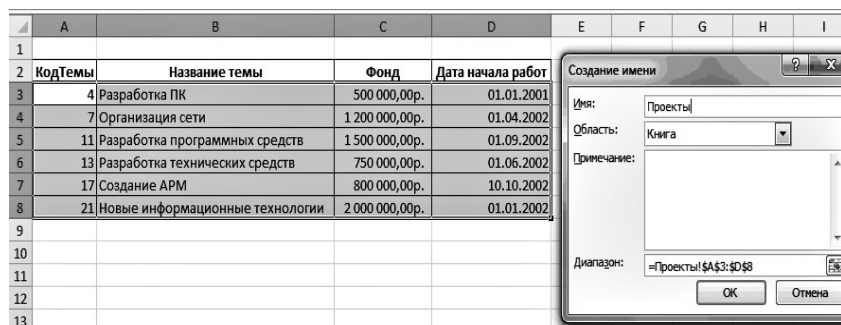 A B C D E F G H I
1
2 КодТемы Название темы Фонд Дата начала работ
3 4 Разработка ПК 500 000,00р. 01.01.2001
4 7 Организация сети 1 200 000,00р. 01.04.2002
5 11 Разработка программных средств 1 500 000,00р. 01.09.2002
6 13 Разработка технических средств 750 000,00р. 01.06.2002
7 17 Создание АРМ 800 000,00р. 10.10.2002
8 21 Новые информационные технологии 2 000 000,00р. 01.01.2002
9
10
11
12
13
Создание имени ? X
Имя: Проекты
Область: Книга
Примечание:
Диапазон: =Проекты!$A$3:$D$8
ОК Отмена